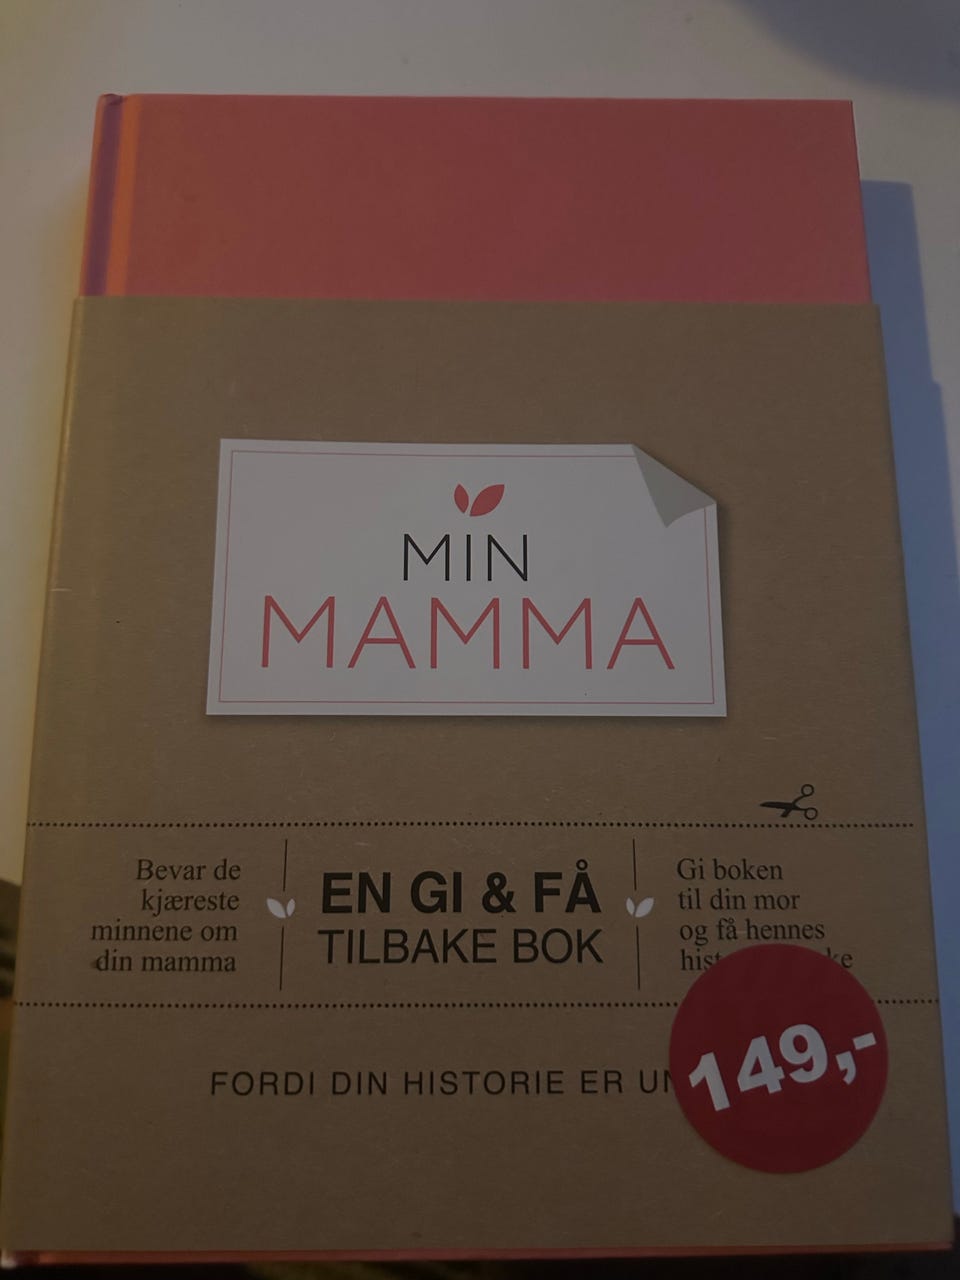 MIN
MAMMA
Bevar de
kjæreste
minnene om
din mamma
EN GI & FÅ
TILBAKE BOK
Gi boken
til din mor
og få hennes
FORDI DIN HISTORIE ER
149,-